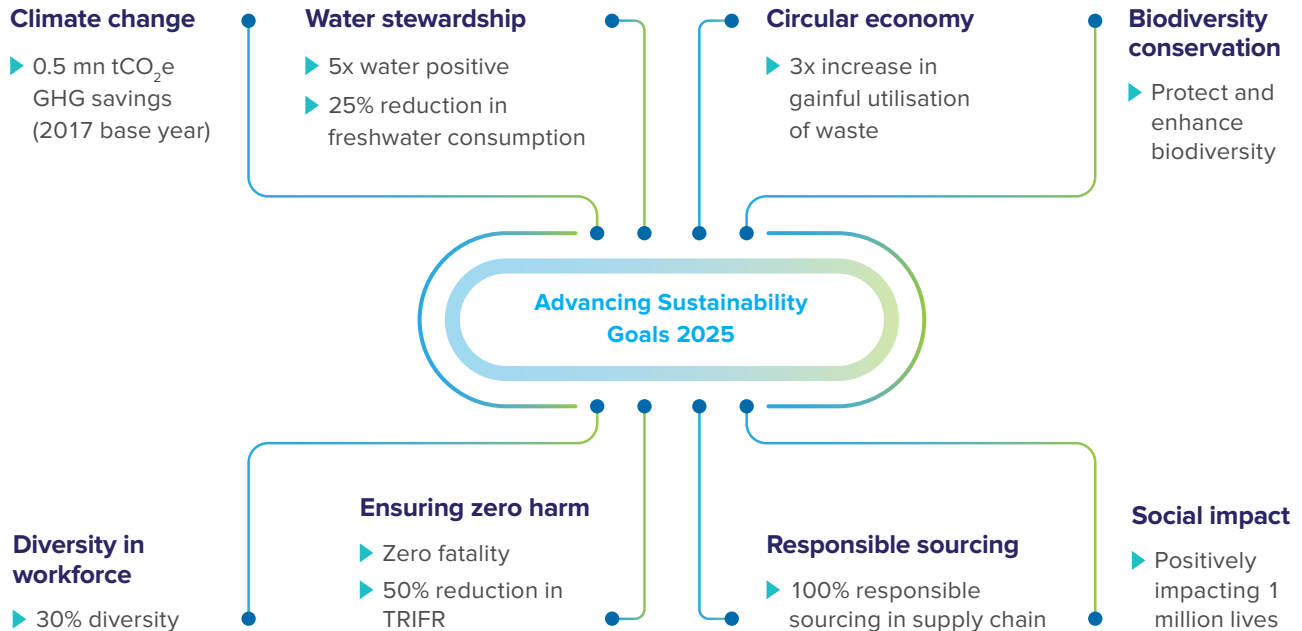 Climate change
0.5 mn tCO₂e
GHG savings
(2017 base year)
Water stewardship
5x water positive
25% reduction in
freshwater consumption
Circular economy
3x increase in
gainful utilisation
of waste
Biodiversity
conservation
Protect and
enhance
biodiversity
Advancing Sustainability
Goals 2025
Diversity in
workforce
30% diversity
Ensuring zero harm
Zero fatality
50% reduction in
TRIFR
Responsible sourcing
100% responsible
sourcing in supply chain
Social impact
Positively
impacting 1
million lives